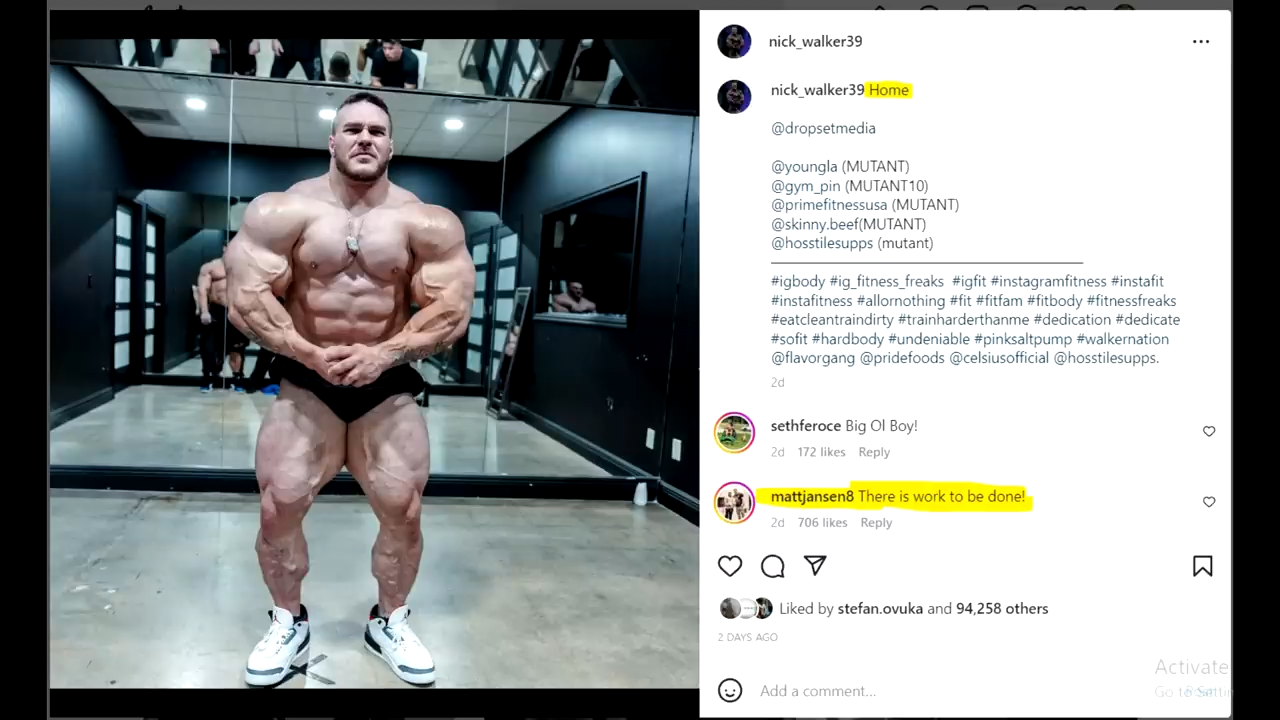 nick_walker39
nick_walker39 Home
@dropsetmedia
@youngla (MUTANT)
@gym_pin (MUTANT10)
@primefitnessusa (MUTANT)
@skinny.beef(MUTANT)
@hosstilesupps (mutant)
#igbody #ig_fitness_freaks #igfit #instagramfitness #instafit
#instafitness #allornothing #fit #fitfam #fitbody #fitnessfreaks
#eatcleantraindirty #trainharderthanme #dedication #dedicate
#sofit #hardbody #undeniable #pinksaltpump #walkernation
@flavorgang @pridefoods @celsiusofficial @hosstilesupps.
2d
sethferoce Big Ol Boy!
2d 172 likes Reply
mattjansen8 There is work to be done!
2d 706 likes Reply
Liked by stefan.ovuka and 94,258 others
2 DAYS AGO
Add a comment...
Activate
Go to Settin